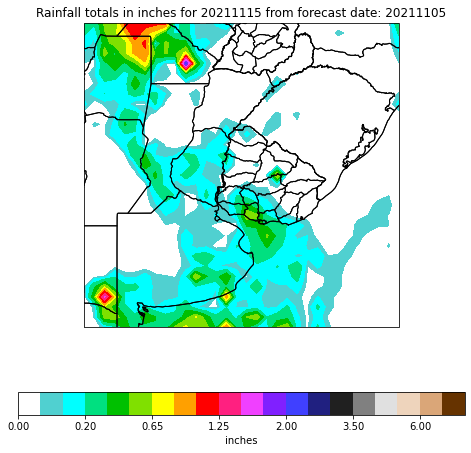 Rainfall totals in inches for 20211115 from forecast date: 20211105
0.00 0.20 0.65 1.25 2.00 3.50 6.00
inches